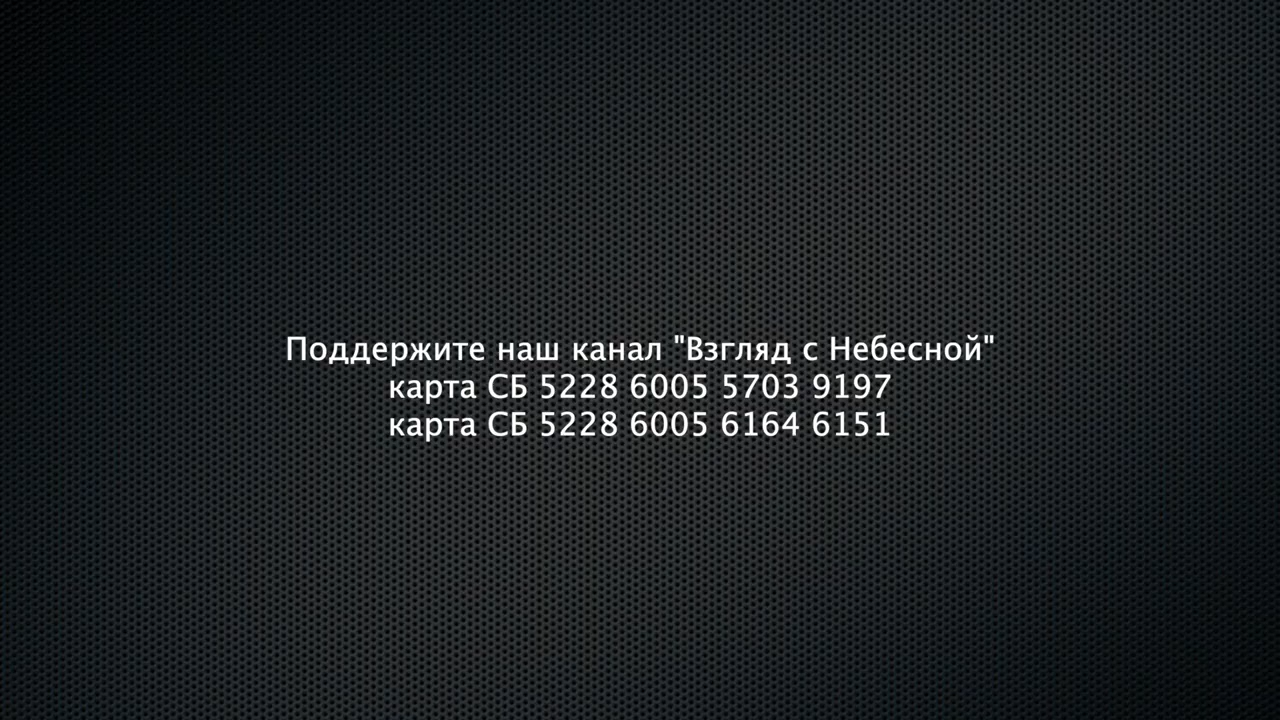 Поддержите наш канал "Взгляд с Небесной"
карта СБ 5228 6005 5703 9197
карта СБ 5228 6005 6164 6151